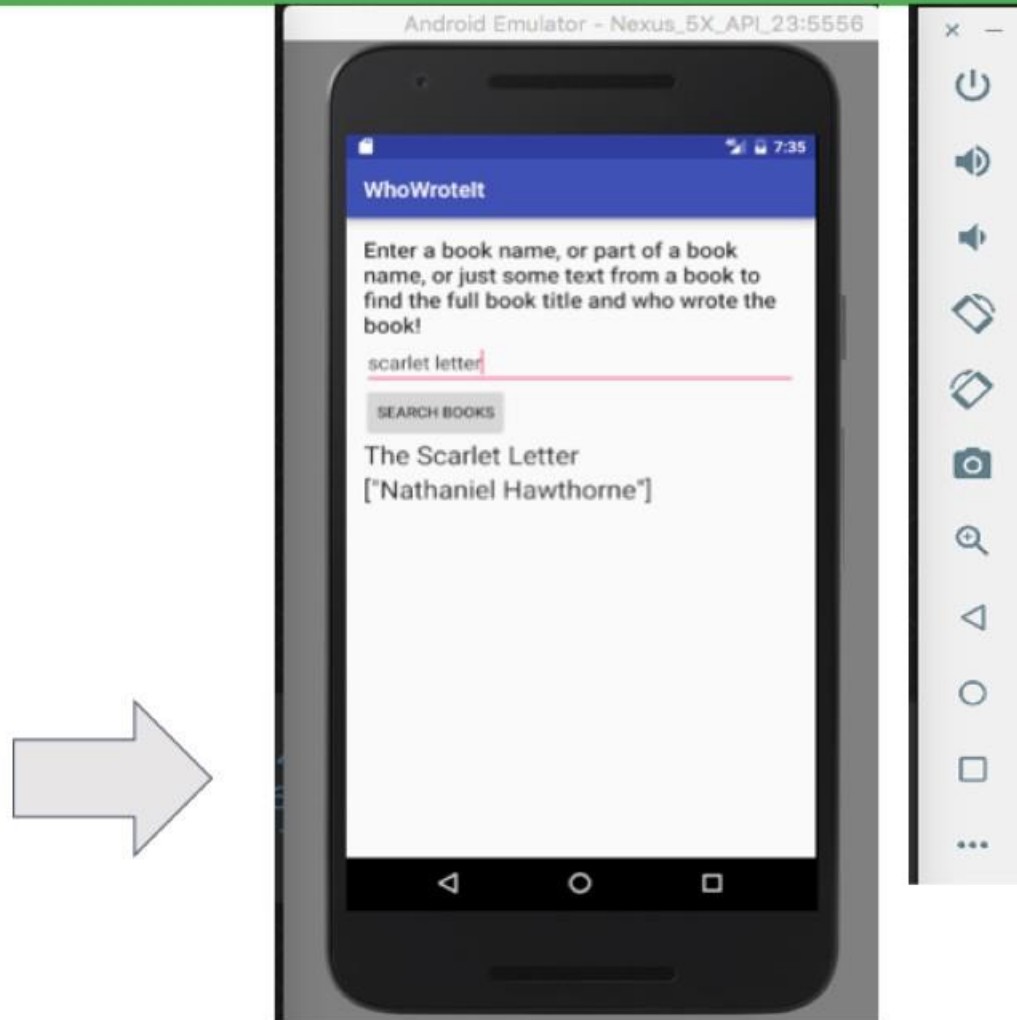 Android Emulator - Nexus_5X_API_23:5556
7:35
WhoWroteIt
Enter a book name, or part of a book
name, or just some text from a book to
find the full book title and who wrote the
book!
scarlet letter
SEARCH BOOKS
The Scarlet Letter
["Nathaniel Hawthorne"]